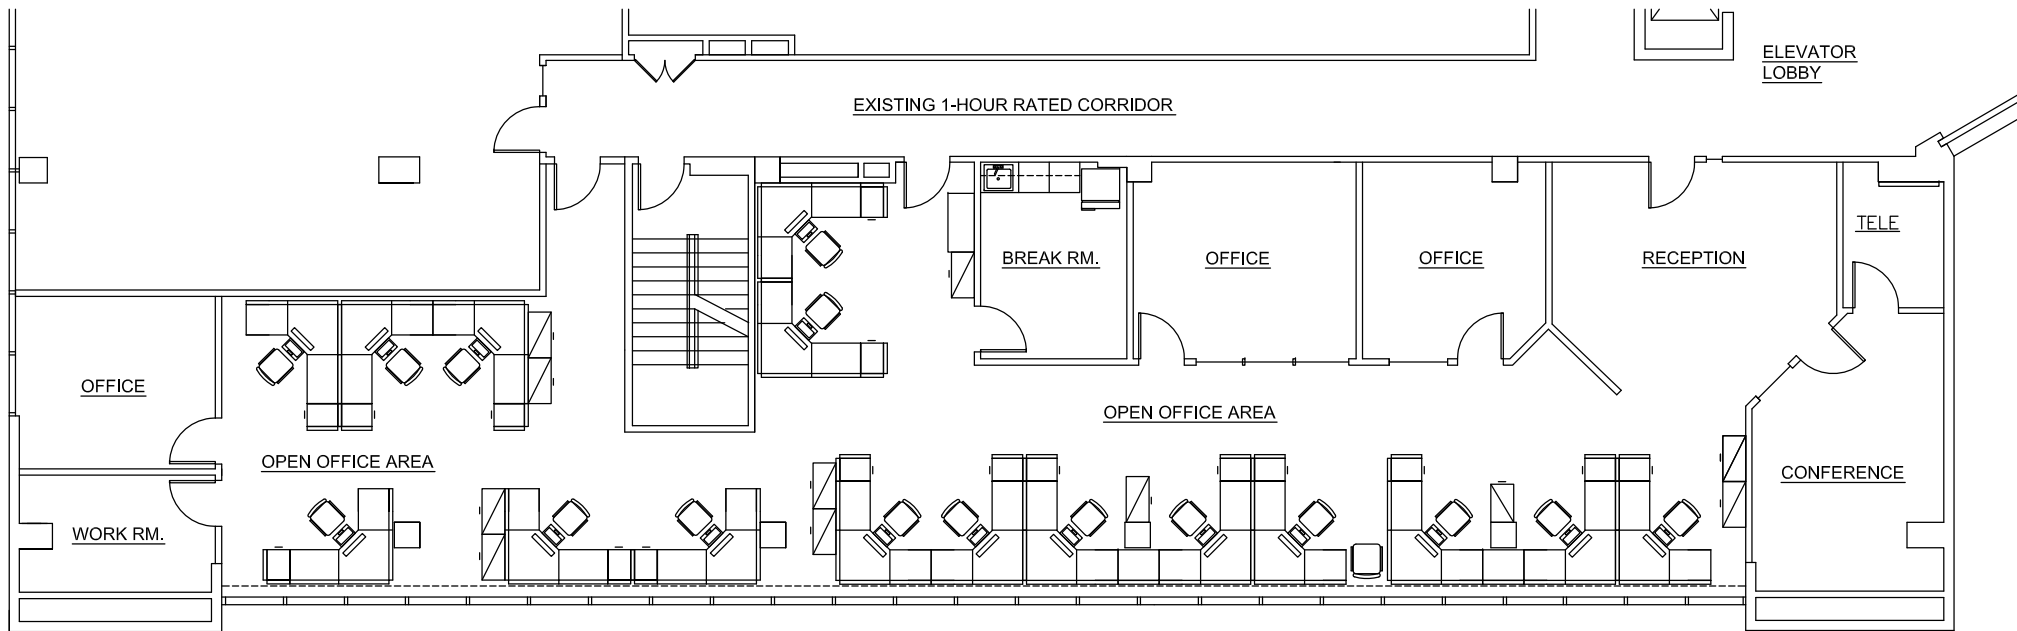 ELEVATOR
LOBBY
EXISTING 1-HOUR RATED CORRIDOR
TELE
BREAK RM.
OFFICE
OFFICE
RECEPTION
OFFICE
OPEN OFFICE AREA
OPEN OFFICE AREA
CONFERENCE
WORK RM.